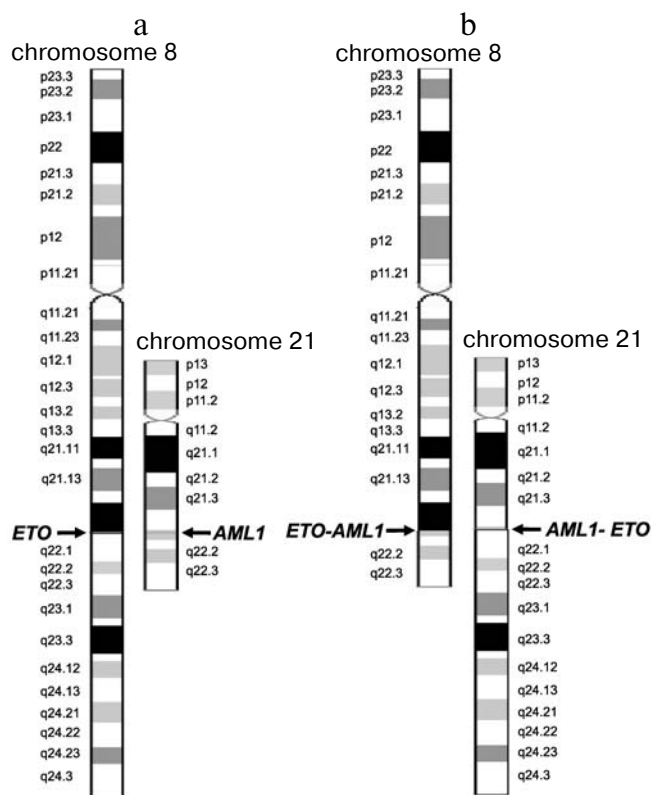 a
chromosome 8
p23.3
p23.2
p23.1
p22
p21.3
p21.2
p12
p11.21
q11.21
q11.23
q12.1
q12.3
q13.2
q13.3
q21.11
q21.13
ETO
q22.1
q22.2
q22.3
q23.1
q23.3
q24.12
q24.13
q24.21
q24.22
q24.23
q24.3
chromosome 21
p13
p12
p11.2
q11.2
q21.1
q21.2
q21.3
AML1
q22.2
q22.3
b
chromosome 8
p23.3
p23.2
p23.1
p22
p21.3
p21.2
p12
p11.21
q11.21
q11.23
q12.1
q12.3
q13.2
q13.3
q21.11
q21.13
ETO-AML1
q22.2
q22.3
chromosome 21
p13
p12
p11.2
q11.2
q21.1
q21.2
q21.3
AML1- ETO
q22.1
q22.2
q22.3
q23.1
q23.3
q24.12
q24.13
q24.21
q24.22
q24.23
q24.3